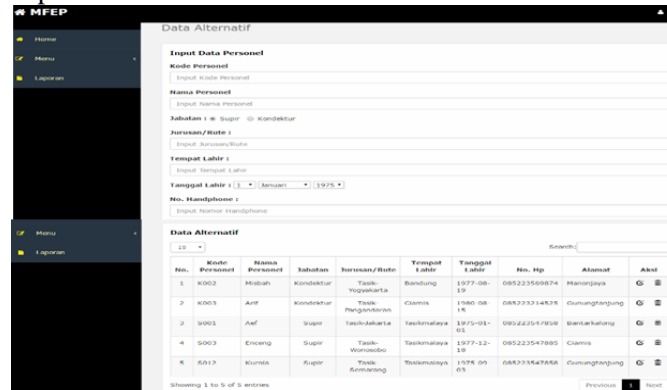 MFEP
Data Alternatif
Home
Menu
Laporan
Input Data Personel
Kode Personel
Input Kode Personel
Nama Personel
Input Nama Personel
Jabatan : Supir Kondektur
Jurusan/Rute :
Input Jurusan/Rute
Tempat Lahir :
Input Tempat Lahir
Tanggal Lahir : 1 Januari 1975
No. Handphone :
Input Nomor Handphone
Menu
Laporan
Data Alternatif
10 Search:
No. Kode Personel Nama Personel Jabatan Jurusan/Rute Tempat Lahir Tanggal Lahir No. Hp Alamat Aksi
1 K002 Misbah Kondektur Tasik-Yogyakarta Bandung 1977-08-19 085223569874 Manonjaya
2 K003 Arif Kondektur Tasik-Pangandaran Ciamis 1980-08-15 085223214525 Gunungtanjung
3 S001 Aef Supir Tasik-Jakarta Tasikmalaya 1975-01-01 085223547858 Bantarkalong
4 S003 Enceng Supir Tasik-Wonosobo Tasikmalaya 1977-12-18 085223547885 Ciamis
5 S012 Kurnia Supir Tasik-Semarang Tasikmalaya 1975-09-03 085223547858 Gunungtanjung
Showing 1 to 5 of 5 entries
Previous 1 Next